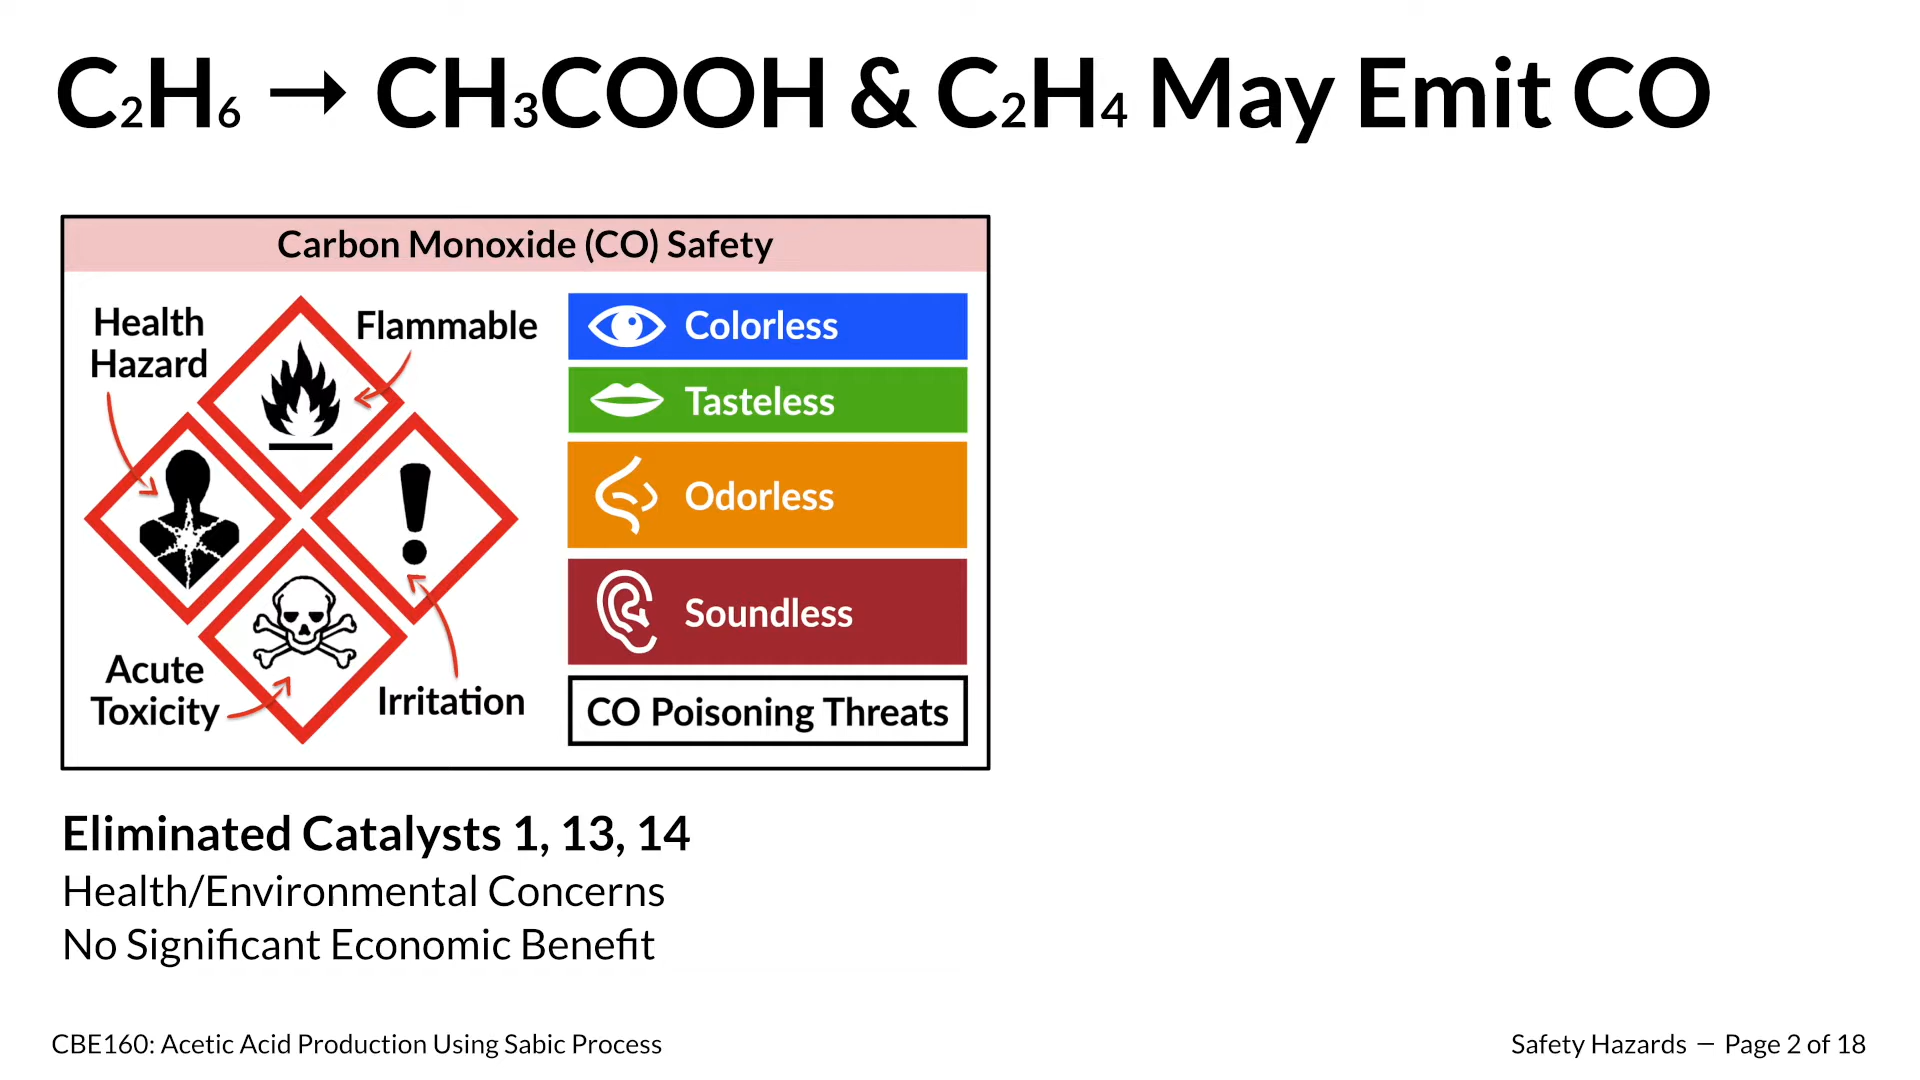 C₂H₆ → CH₃COOH & C₂H₄ May Emit CO
Carbon Monoxide (CO) Safety
Health
Hazard
Flammable
Acute
Toxicity
Irritation
Colorless
Tasteless
Odorless
Soundless
CO Poisoning Threats
Eliminated Catalysts 1, 13, 14
Health/Environmental Concerns
No Significant Economic Benefit
CBE160: Acetic Acid Production Using Sabic Process
Safety Hazards — Page 2 of 18